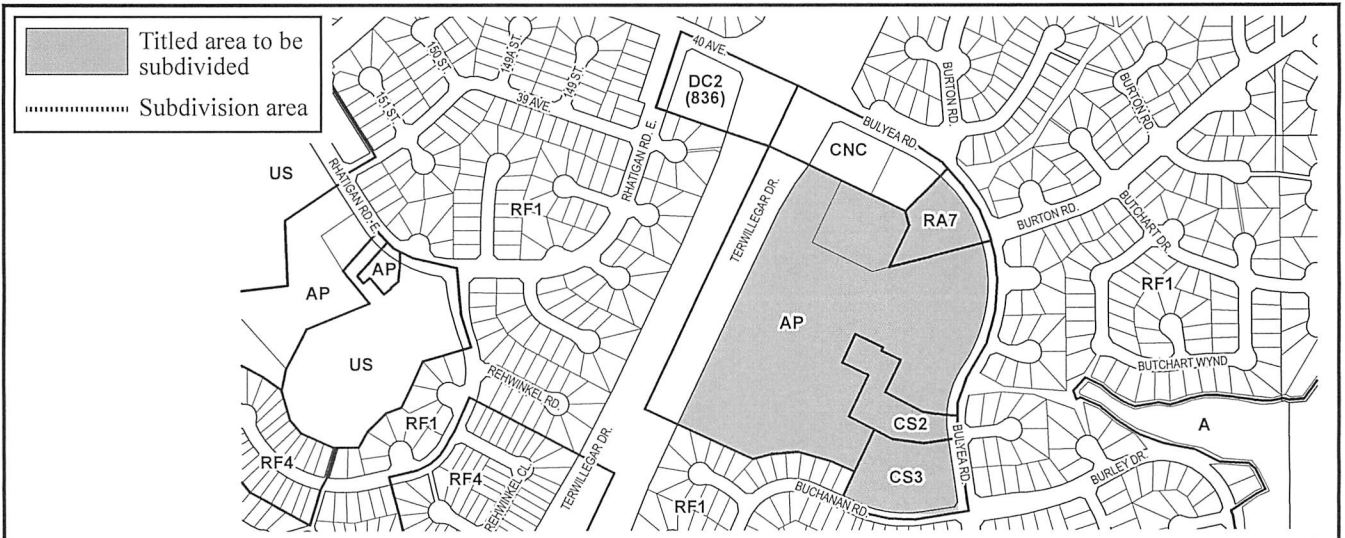 Titled area to be
subdivided
Subdivision area
150 ST.
149A ST.
149 ST.
151 ST.
39 AVE.
40 AVE.
DC2
(836)
BULYEA RD.
CNC
BURTON RD.
BURTON RD.
US
RHATIGAN RD. E.
RHATIGAN RD. E.
RF1
TERWILLEGAR DR.
RA7
BURTON RD.
BUTCHART DR.
RF1
AP
AP
AP
US
REHWINKEL RD.
BUTCHART WYND
RF1
CS2
A
RF4
RF4
REHWINKEL CL.
TERWILLEGAR DR.
RF1
BUCHANAN RD.
CS3
BULYEA RD.
BURLEY DR.